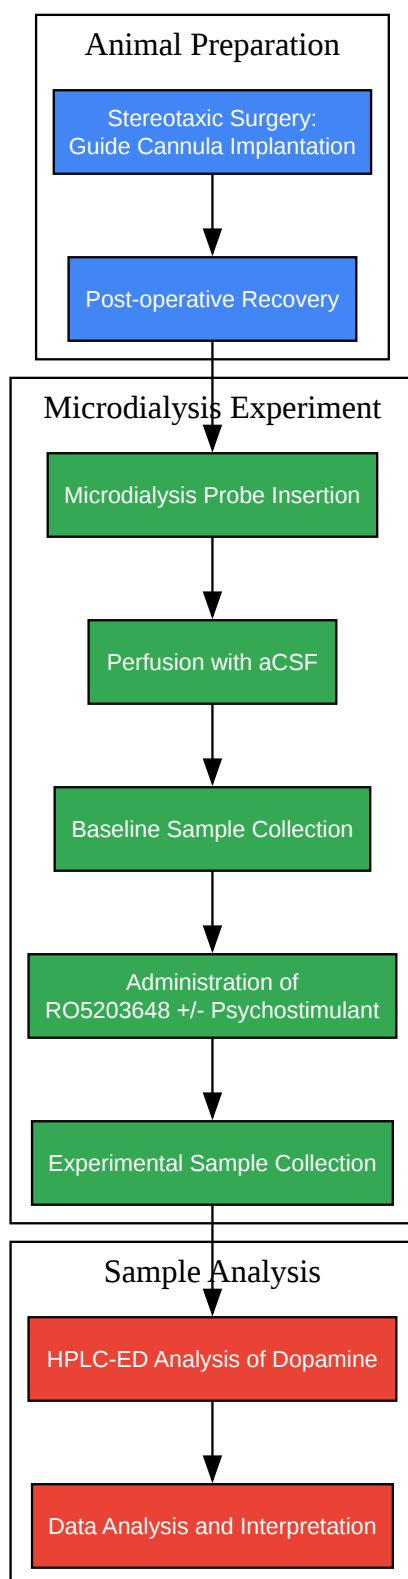 Animal Preparation
Stereotaxic Surgery:
Guide Cannula Implantation
Post-operative Recovery
Microdialysis Experiment
Microdialysis Probe Insertion
Perfusion with aCSF
Baseline Sample Collection
Administration of
RO5203648 +/- Psychostimulant
Experimental Sample Collection
Sample Analysis
HPLC-ED Analysis of Dopamine
Data Analysis and Interpretation